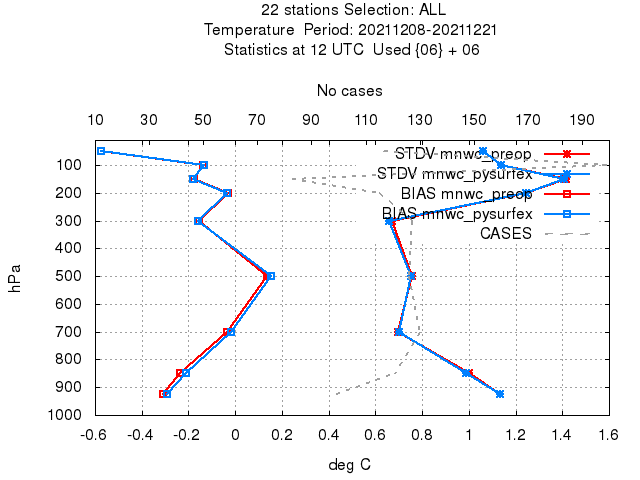 22 stations Selection: ALL
Temperature  Period: 20211208-20211221
Statistics at 12 UTC  Used {06} + 06
No cases
10 30 50 70 90 110 130 150 170 190
STDV mnwc_preop
100
STDV mnwc_pysurfex
200
BIAS mnwc_preop
BIAS mnwc_pysurfex
300
CASES
400
500
600
700
800
900
1000
hPa
-0.6 -0.4 -0.2 0 0.2 0.4 0.6 0.8 1 1.2 1.4 1.6
deg C